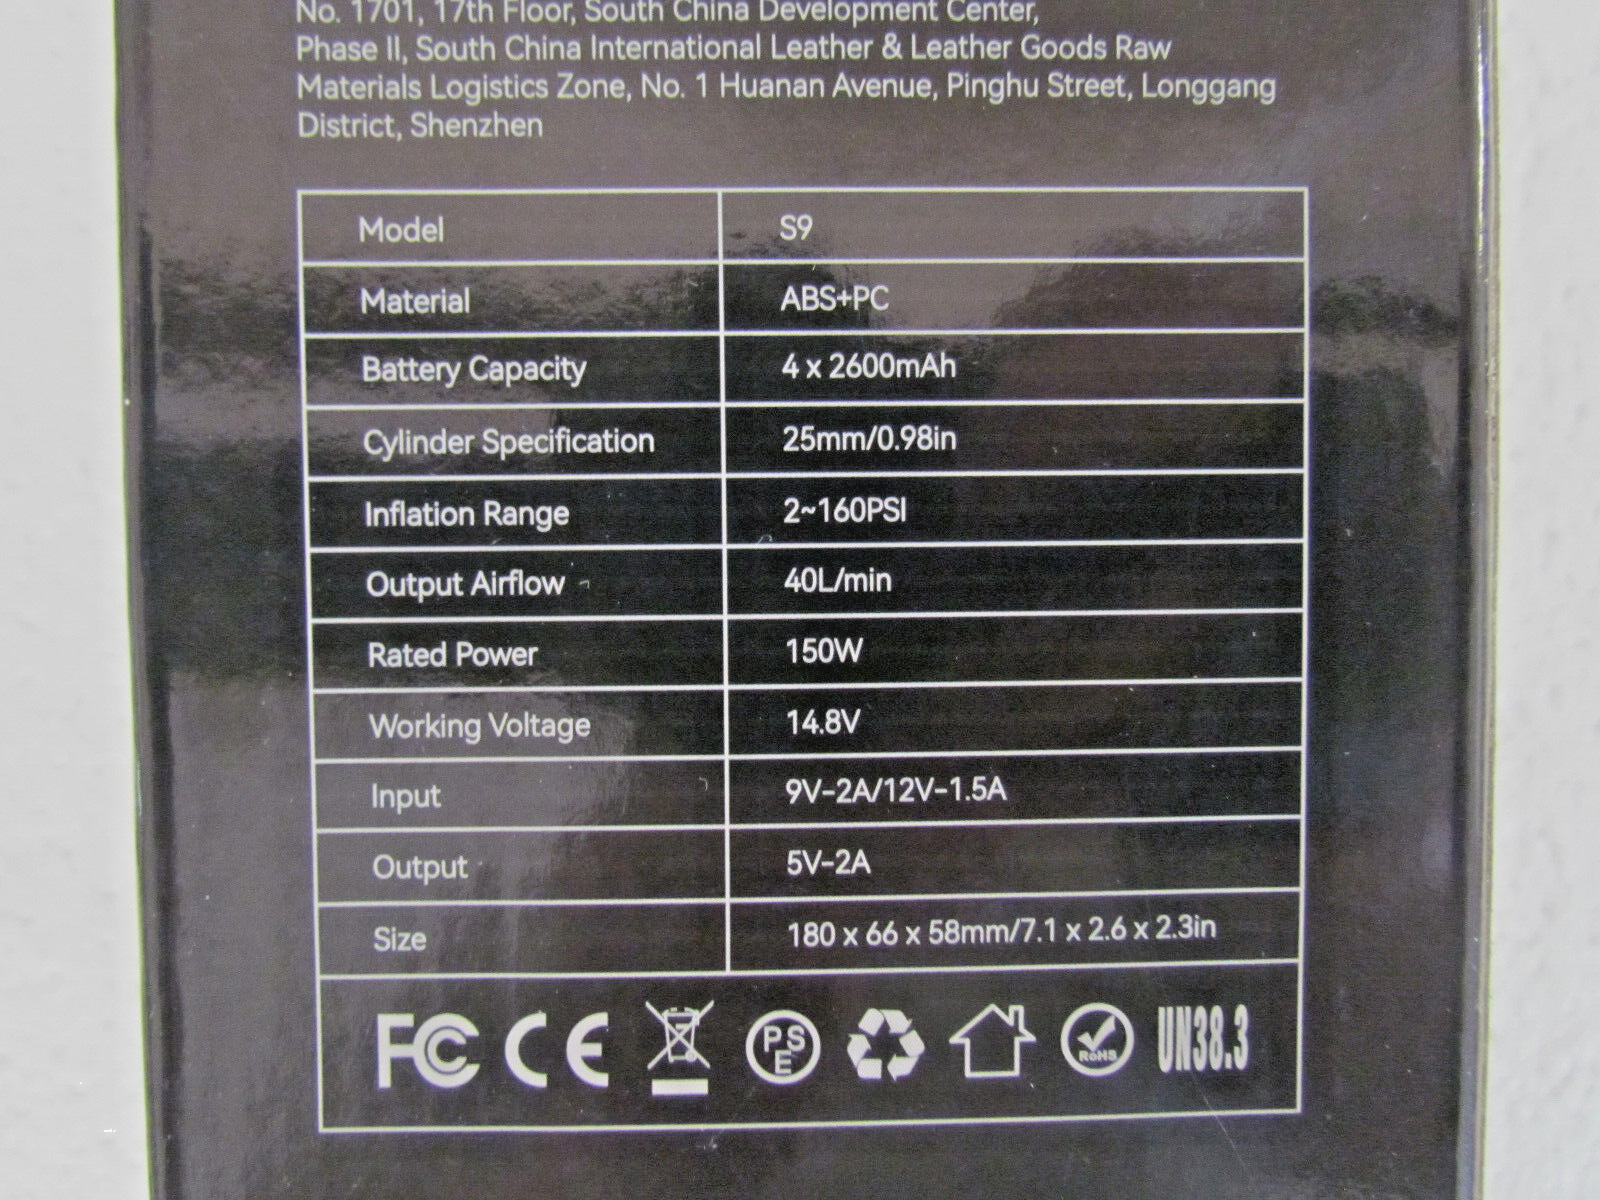 No. 1701, 17th Floor, South China Development Center,
Phase II, South China International Leather & Leather Goods Raw
Materials Logistics Zone, No. 1 Huanan Avenue, Pinghu Street, Longgang
District, Shenzhen
Model S9
Material ABS+PC
Battery Capacity 4 x 2600mAh
Cylinder Specification 25mm/0.98in
Inflation Range 2~160PSI
Output Airflow 40L/min
Rated Power 150W
Working Voltage 14.8V
Input 9V-2A/12V-1.5A
Output 5V-2A
Size 180 x 66 x 58mm/7.1 x 2.6 x 2.3in
FC CE PSE RoHS UN38.3